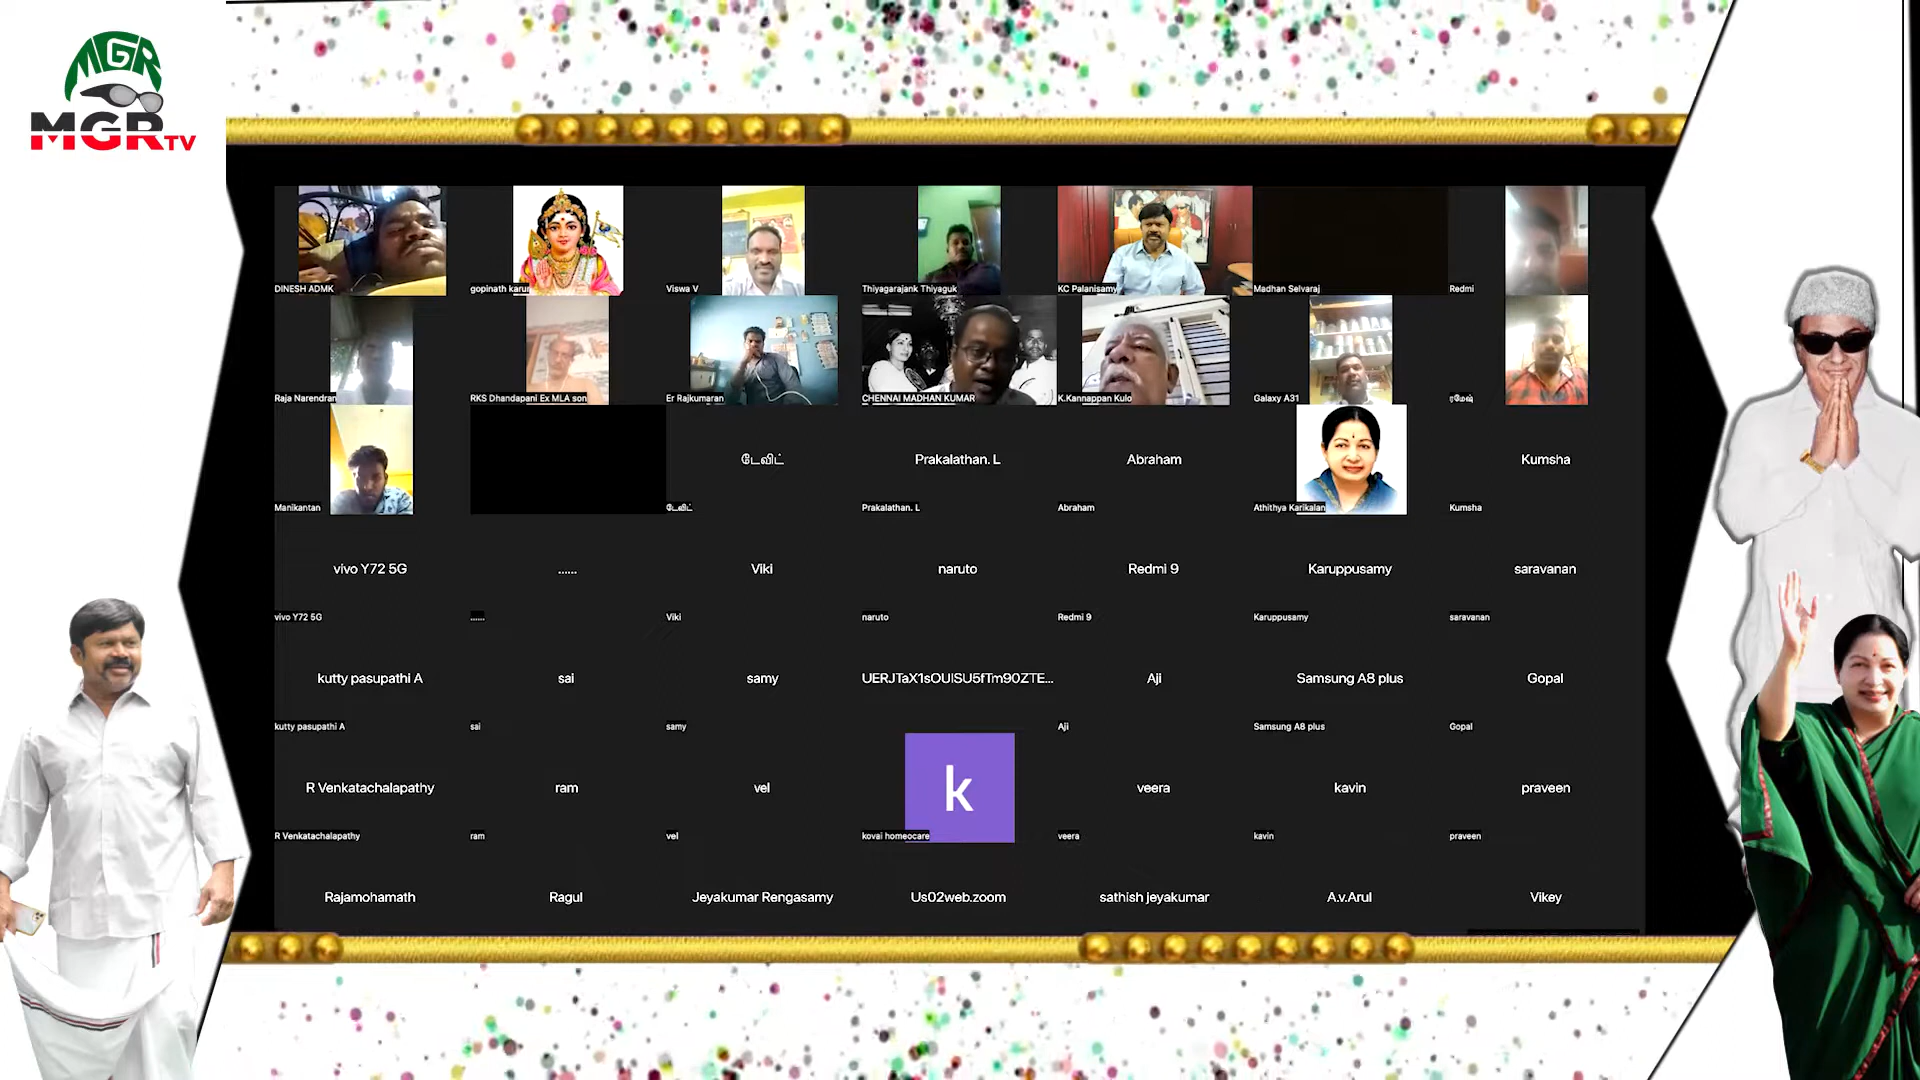 MGR
MGR TV
DINESH ADMK
gopinath karur
Viswa V
Thiyagarajank Thiyaguk
KC Palanisamy
Madhan Selvaraj
Redmi
Raja Narendran
RKS Dhandapani Ex MLA son
Er Rajkumaran
CHENNAI MADHAN KUMAR
K.Kannappan Kulo
Galaxy A31
ரமேஷ்
டேவிட்
Prakalathan. L
Abraham
Kumsha
Manikantan
டேவிட்
Prakalathan. L
Abraham
Athithya Karikalan
Kumsha
vivo Y72 5G
......
Viki
naruto
Redmi 9
Karuppusamy
saravanan
vivo Y72 5G
......
Viki
naruto
Redmi 9
Karuppusamy
saravanan
kutty pasupathi A
sai
samy
UERJTaX1sOUlSU5fTm90ZTE...
Aji
Samsung A8 plus
Gopal
kutty pasupathi A
sai
samy
Aji
Samsung A8 plus
Gopal
R Venkatachalapathy
ram
vel
k
veera
kavin
praveen
R Venkatachalapathy
ram
vel
kovai homeocare
veera
kavin
praveen
Rajamohamath
Ragul
Jeyakumar Rengasamy
Us02web.zoom
sathish jeyakumar
A.v.Arul
Vikey